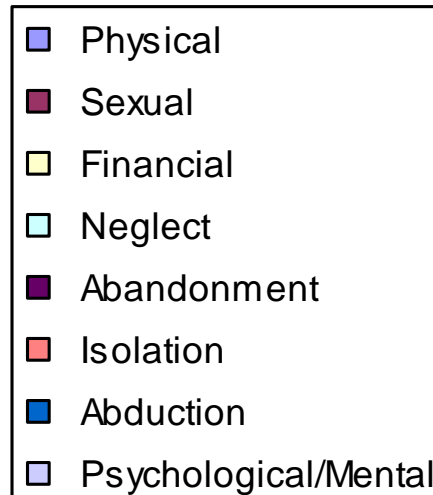 Physical
Sexual
Financial
Neglect
Abandonment
Isolation
Abduction
Psychological/Mental